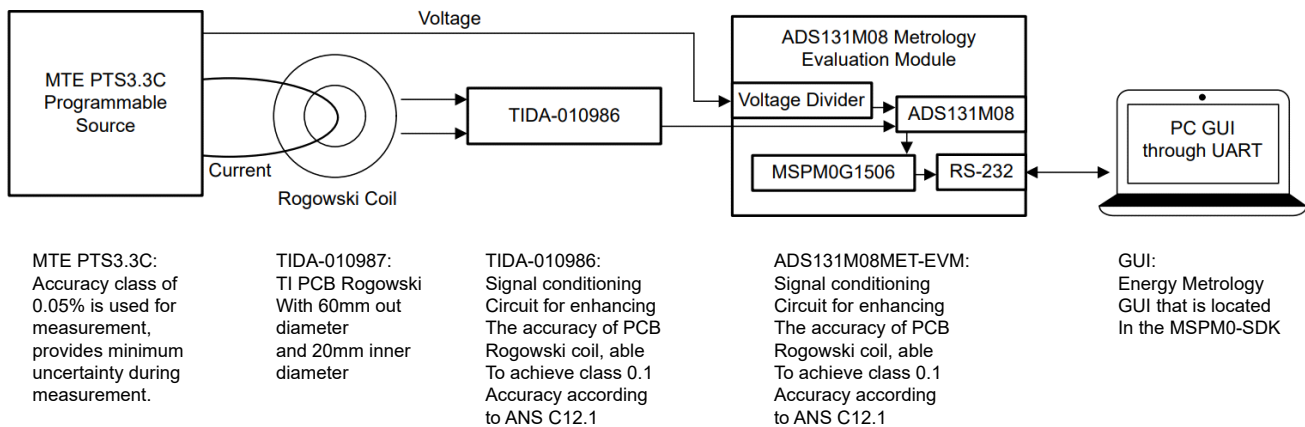 Voltage
MTE PTS3.3C
Programmable
Source
Current
Rogowski Coil
TIDA-010986
ADS131M08 Metrology
Evaluation Module
Voltage Divider
ADS131M08
MSPM0G1506
RS-232
PC GUI
through UART
MTE PTS3.3C:
Accuracy class of
0.05% is used for
measurement,
provides minimum
uncertainty during
measurement.
TIDA-010987:
TI PCB Rogowski
With 60mm out
diameter
and 20mm inner
diameter
TIDA-010986:
Signal conditioning
Circuit for enhancing
The accuracy of PCB
Rogowski coil, able
To achieve class 0.1
Accuracy according
to ANS C12.1
ADS131M08MET-EVM:
Signal conditioning
Circuit for enhancing
The accuracy of PCB
Rogowski coil, able
To achieve class 0.1
Accuracy according
to ANS C12.1
GUI:
Energy Metrology
GUI that is located
In the MSPM0-SDK